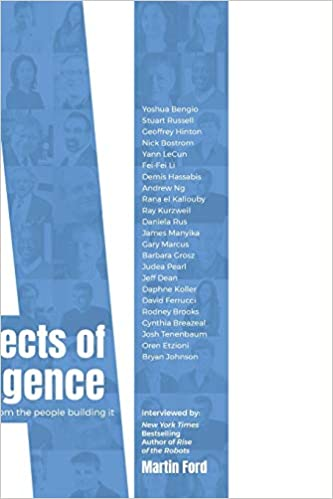 Yoshua Bengio
Stuart Russell
Geoffrey Hinton
Nick Bostrom
Yann LeCun
Fei-Fei Li
Demis Hassabis
Andrew Ng
Rana el Kaliouby
Ray Kurzweil
Daniela Rus
James Manyika
Gary Marcus
Barbara Grosz
Judea Pearl
Jeff Dean
Daphne Koller
David Ferrucci
Rodney Brooks
Cynthia Breazeal
Josh Tenenbaum
Oren Etzioni
Bryan Johnson
ects of
gence
om the people building it
Interviewed by:
New York Times
Bestselling
Author of Rise
of the Robots
Martin Ford